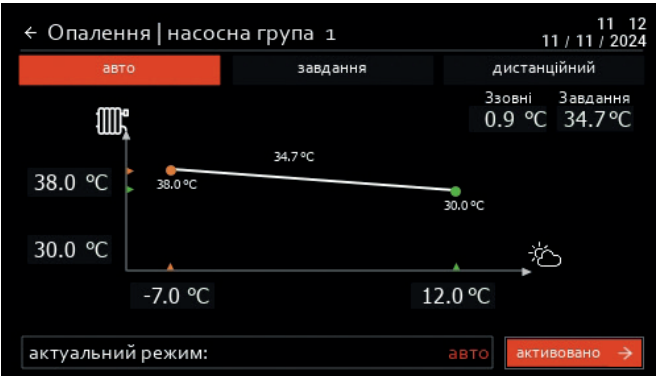 ← Опалення | насосна група 1
11 12
11 / 11 / 2024
авто
завдання
дистанційний
Ззовні Завдання
0.9 °C 34.7°C
34.7°C
38.0 °C
38.0°C
30.0°C
30.0 °C
-7.0 °C
12.0 °C
актуальний режим: авто
активовано →